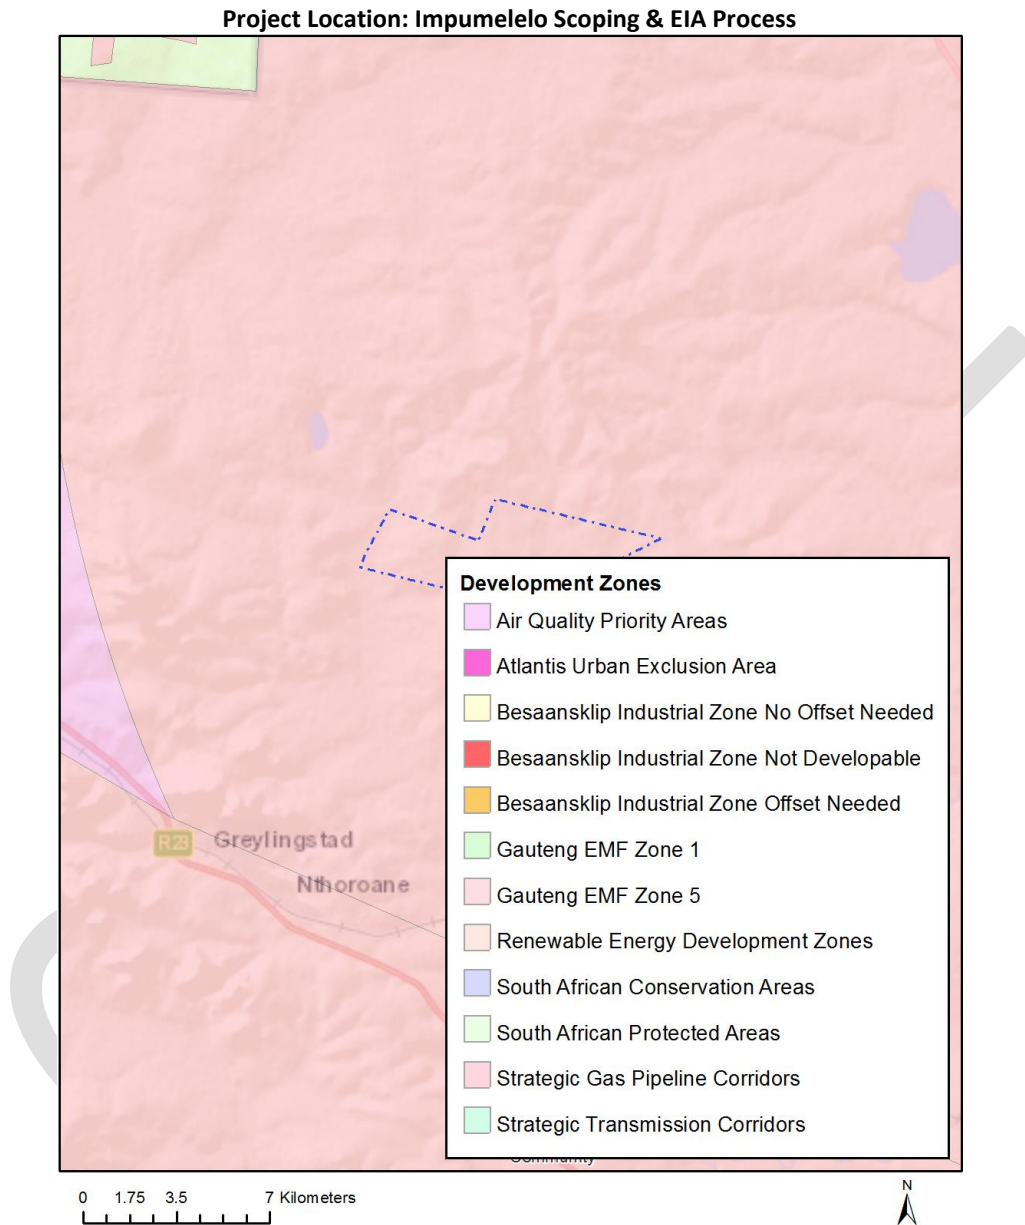 Project Location: Impumelelo Scoping & EIA Process
Development Zones
Air Quality Priority Areas
Atlantis Urban Exclusion Area
Besaansklip Industrial Zone No Offset Needed
Besaansklip Industrial Zone Not Developable
Besaansklip Industrial Zone Offset Needed
Gauteng EMF Zone 1
Gauteng EMF Zone 5
Renewable Energy Development Zones
South African Conservation Areas
South African Protected Areas
Strategic Gas Pipeline Corridors
Strategic Transmission Corridors
R23
Greylingstad
Nthoroane
0 1.75 3.5 7 Kilometers
N